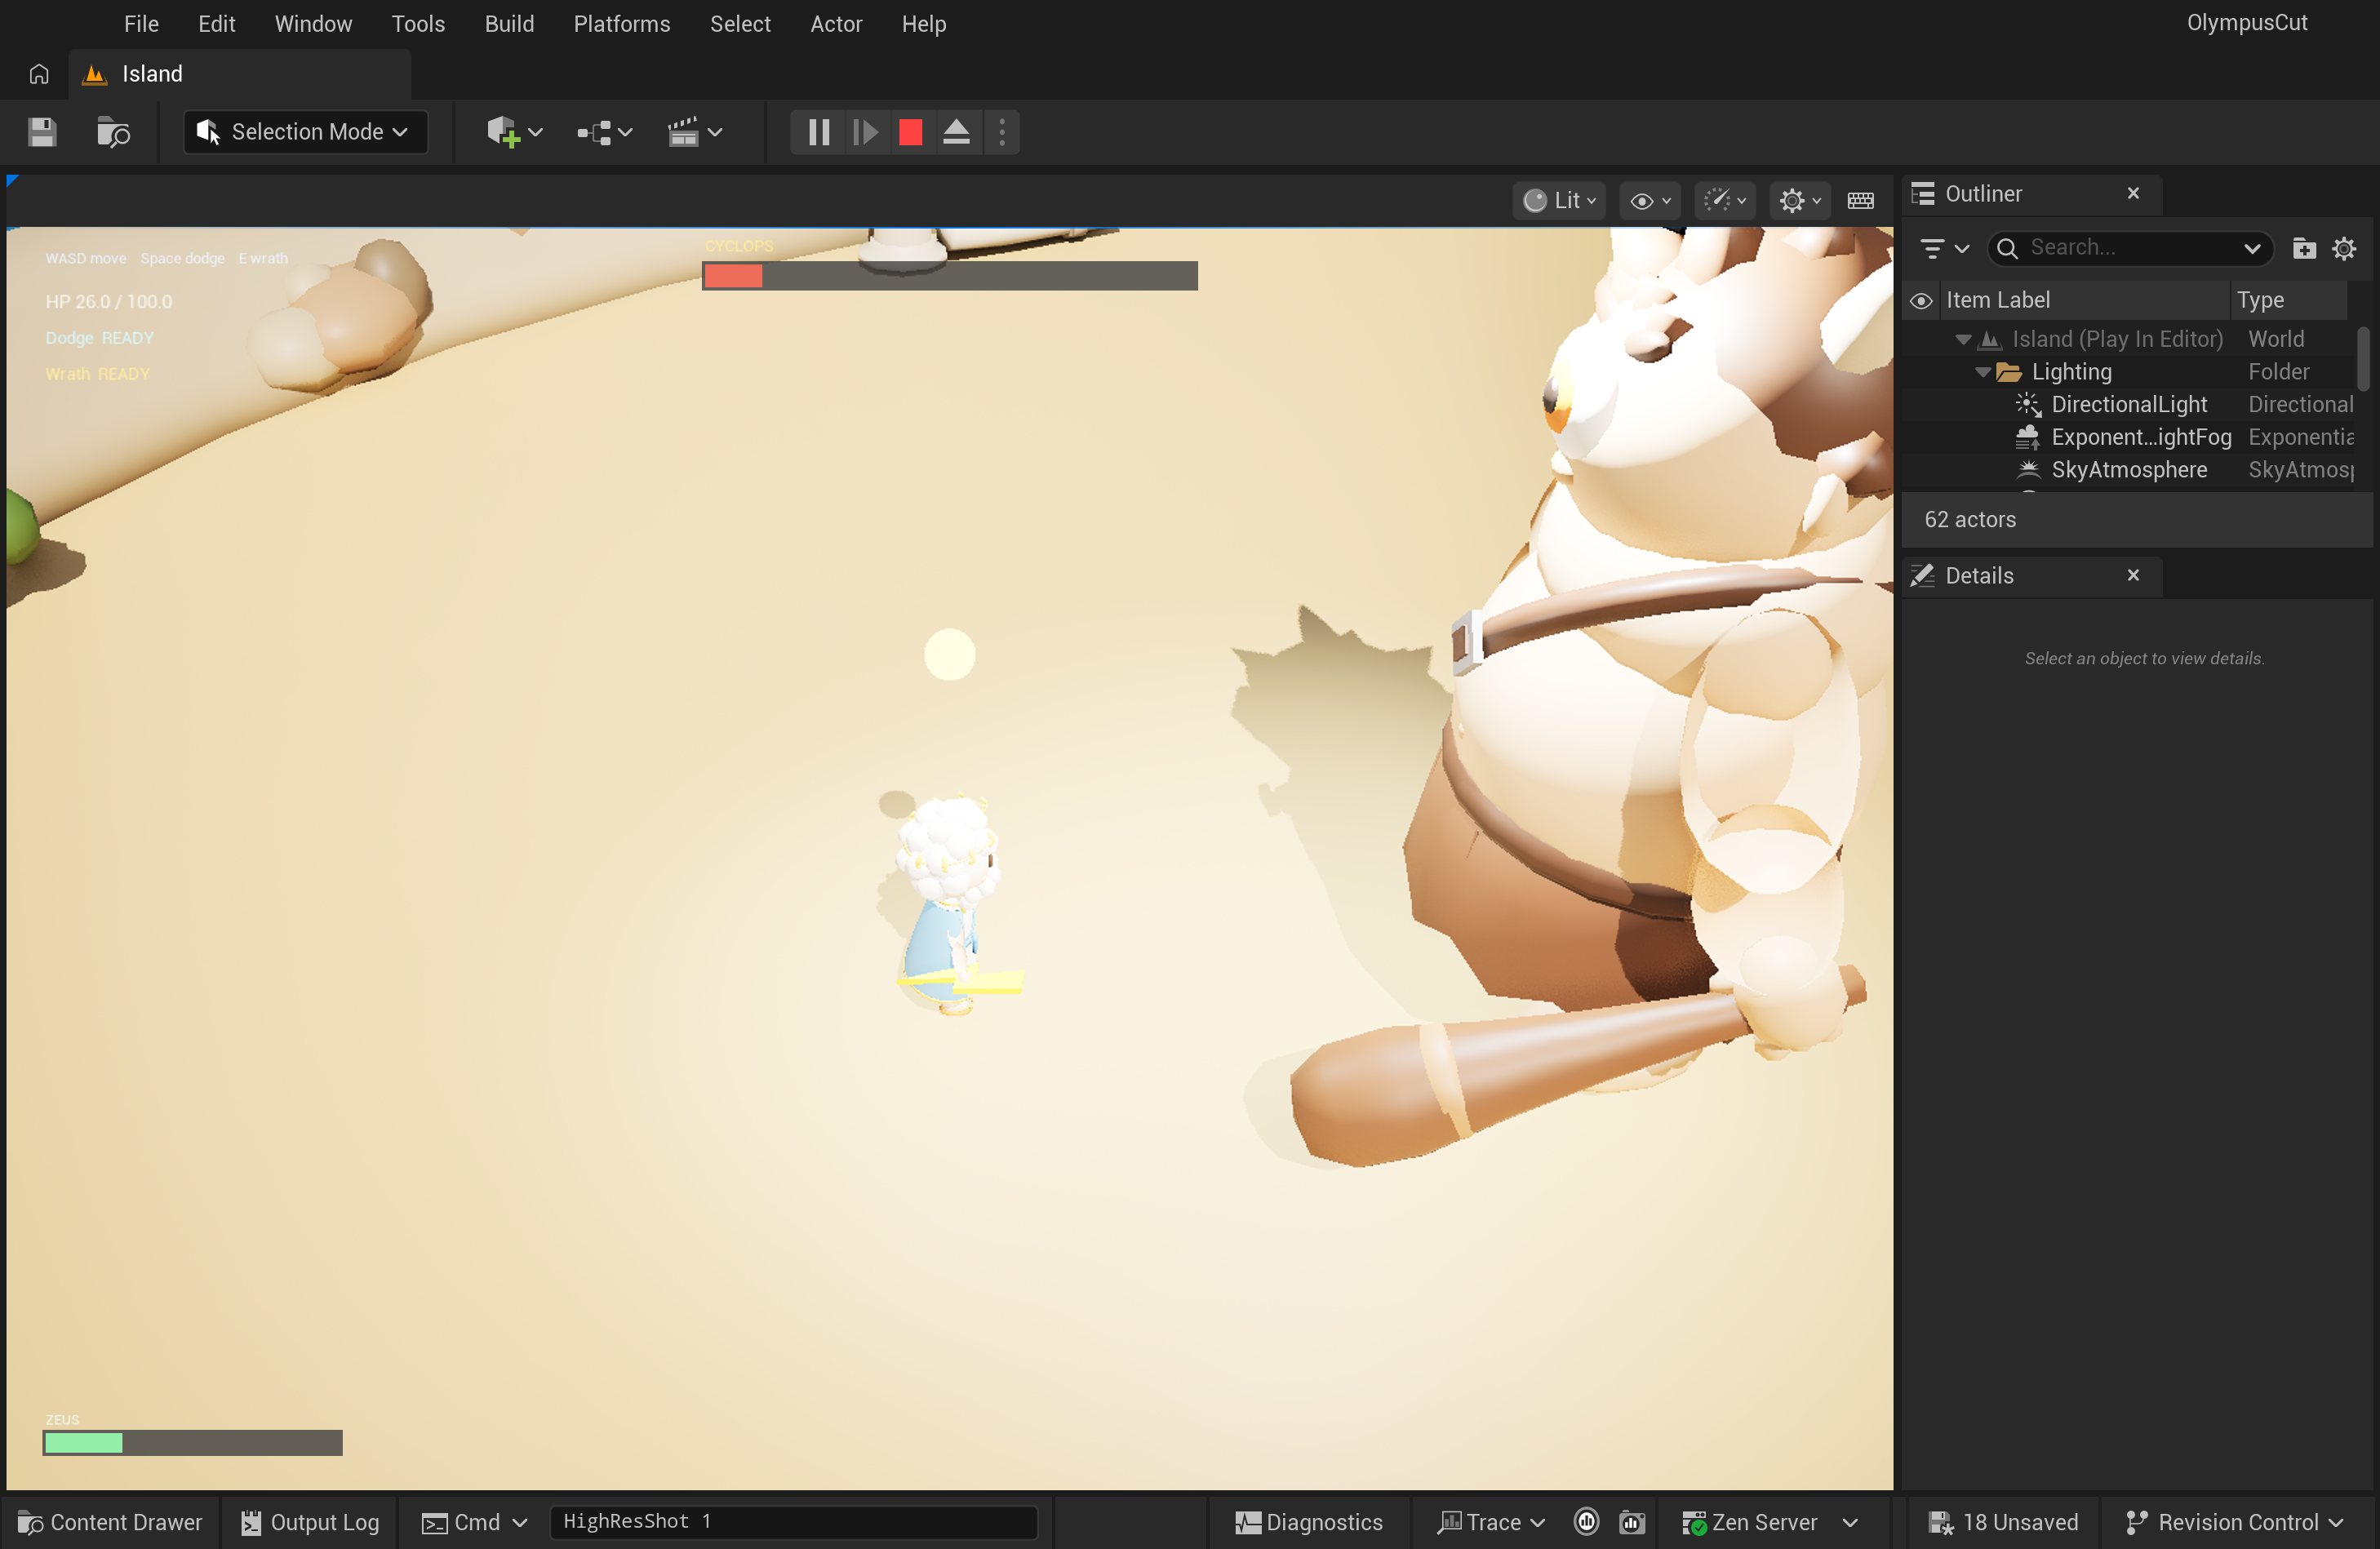 File Edit Window Tools Build Platforms Select Actor Help OlympusCut
Island
Selection Mode
Lit
WASD move Space dodge E wrath
HP 26.0 / 100.0
Dodge READY
Wrath READY
CYCLOPS
ZEUS
Outliner
Search...
Item Label Type
Island (Play In Editor) World
Lighting Folder
DirectionalLight Directional
Exponent...ightFog Exponentia
SkyAtmosphere SkyAtmosp
62 actors
Details
Select an object to view details.
Content Drawer Output Log Cmd HighResShot 1 Diagnostics Trace Zen Server 18 Unsaved Revision Control